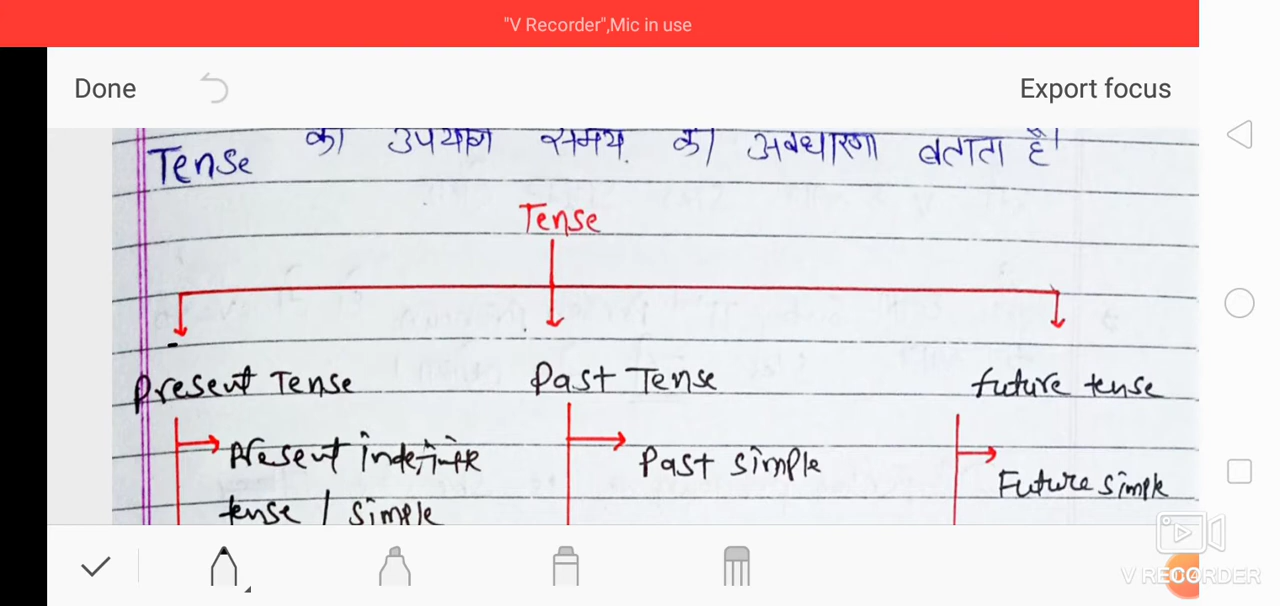 "V Recorder",Mic in use
Done
Export focus
Tense का उपयोग समय की अवधारणा बताता है।
Tense
Present Tense Past Tense future tense
Present indefinite Past simple Future simple
tense / simple
V RECORDER